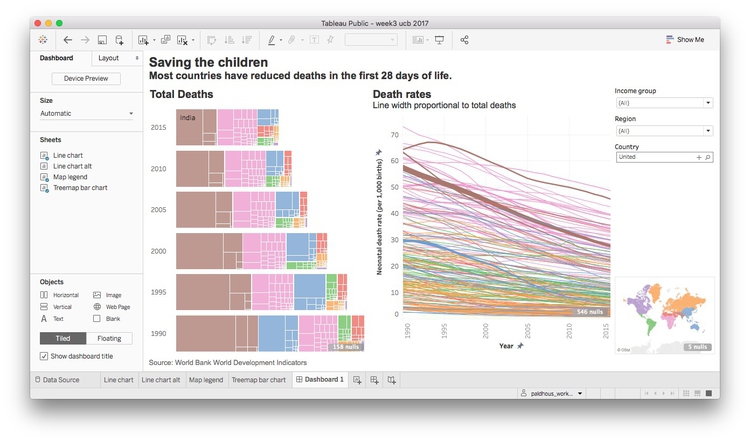 Tableau Public - week3 ucb 2017
Show Me
Dashboard
Layout
Device Preview
Size
Automatic
Sheets
Line chart
Line chart alt
Map legend
Treemap bar chart
Objects
Horizontal
Image
Vertical
Web Page
A Text
Blank
Tiled
Floating
Show dashboard title
Saving the children
Most countries have reduced deaths in the first 28 days of life.
Total Deaths
India
2015
2010
2005
2000
1995
1990
nulls
Source: World Bank World Development Indicators
Death rates
Line width proportional to total deaths
Neonatal death rate (per 1,000 births)
70
60
50
40
30
20
10
0
546 nulls
1990
1995
2000
2005
2010
2015
Year
Income group
(All)
Region
(All)
Country
United
© OSM
5 nulls
Data Source
Line chart
Line chart alt
Map legend
Treemap bar chart
Dashboard 1
paldhous_work...